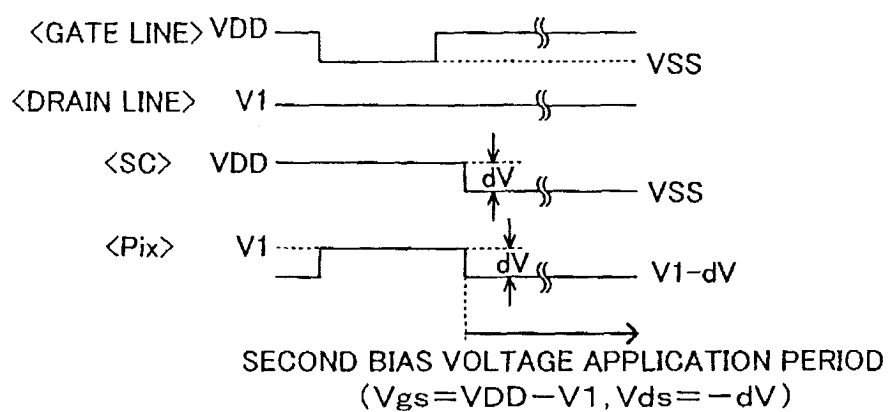 <GATE LINE> VDD
VSS
<DRAIN LINE> V1
<SC> VDD
dV
VSS
<Pix> V1
dV
V1-dV
SECOND BIAS VOLTAGE APPLICATION PERIOD
(Vgs=VDD-V1, Vds=-dV)